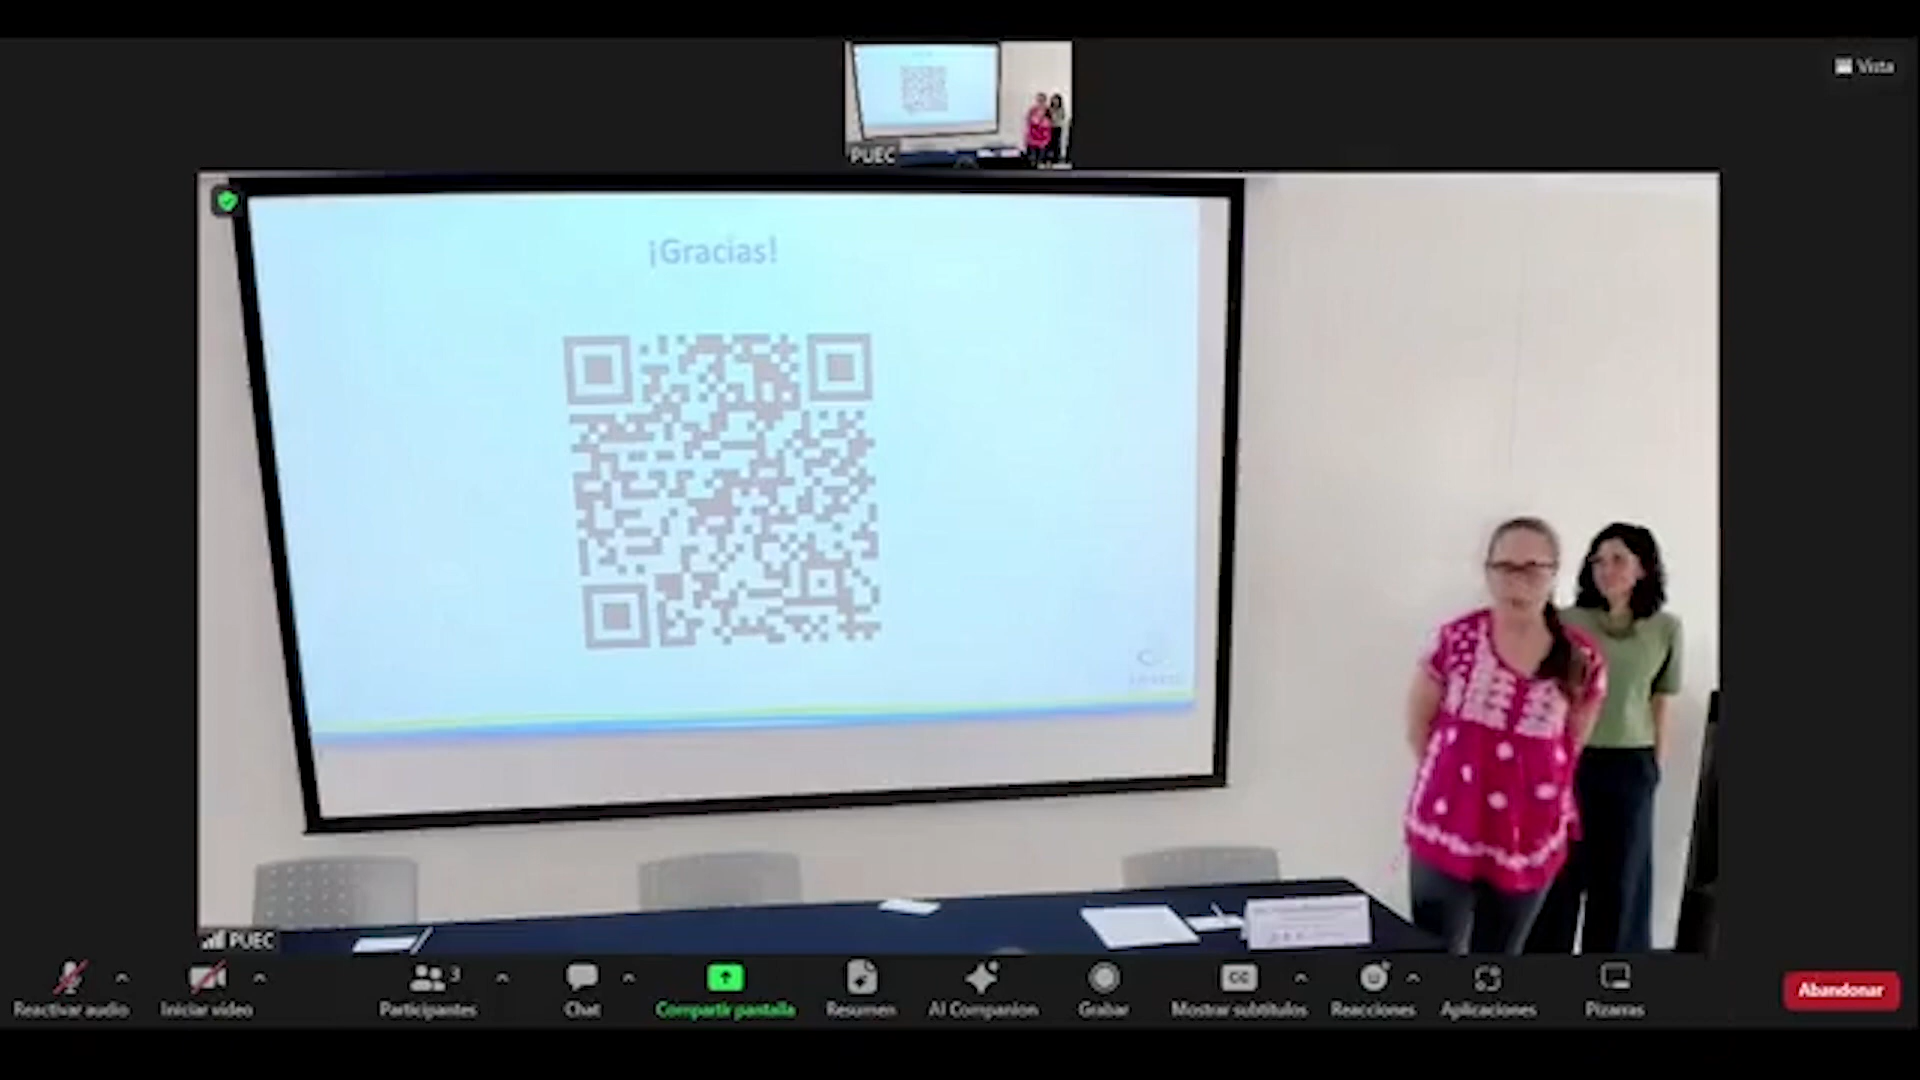 Vista
PUEC
¡Gracias!
PUEC
3
Reactivar audio
Iniciar video
Participantes
Chat
Compartir pantalla
Resumen
AI Companion
CC
Grabar
Mostrar subtítulos
Reacciones
Aplicaciones
Pizarras
Abandonar